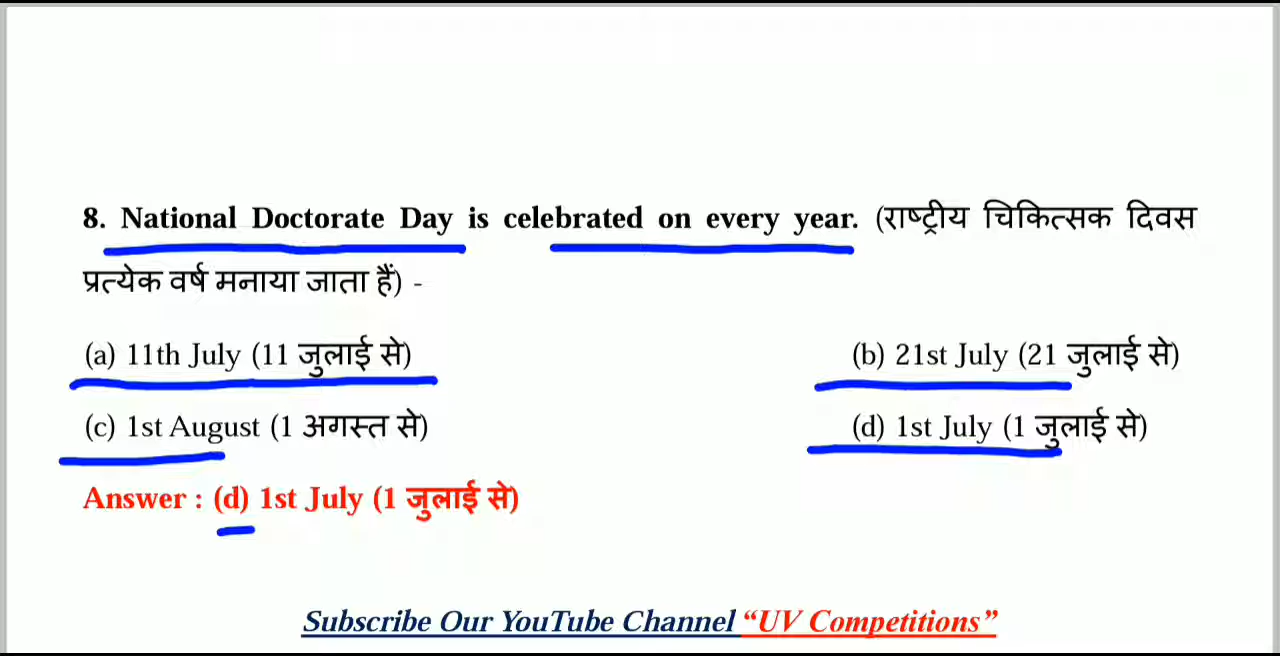 8. National Doctorate Day is celebrated on every year. (राष्ट्रीय चिकित्सक दिवस
प्रत्येक वर्ष मनाया जाता हैं) -
(a) 11th July (11 जुलाई से) (b) 21st July (21 जुलाई से)
(c) 1st August (1 अगस्त से) (d) 1st July (1 जुलाई से)
Answer : (d) 1st July (1 जुलाई से)
Subscribe Our YouTube Channel “UV Competitions”